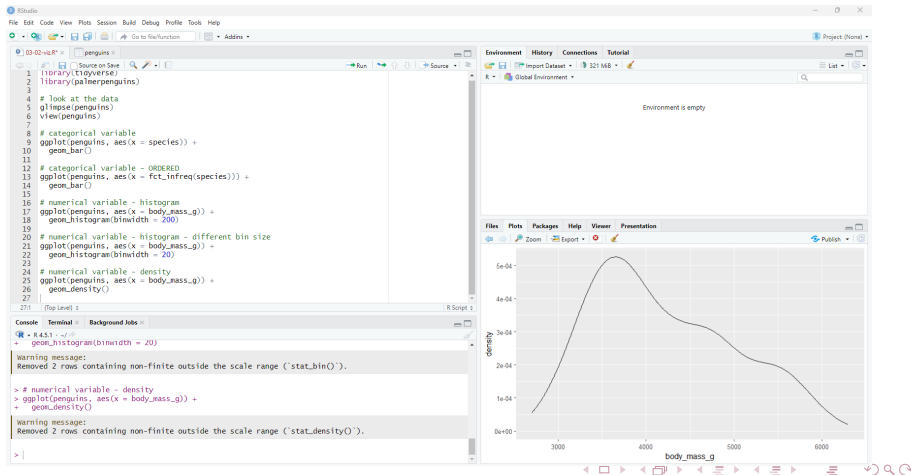 RStudio
File Edit Code View Plots Session Build Debug Profile Tools Help
Go to file/function Addins Project: (None)
03-02-viz.R* penguins
Source on Save Run Source
1 library(tidyverse)
2 library(palmerpenguins)
3
4 # look at the data
5 glimpse(penguins)
6 view(penguins)
7
8 # categorical variable
9 ggplot(penguins, aes(x = species)) +
10 geom_bar()
11
12 # categorical variable - ORDERED
13 ggplot(penguins, aes(x = fct_infreq(species))) +
14 geom_bar()
15
16 # numerical variable - histogram
17 ggplot(penguins, aes(x = body_mass_g)) +
18 geom_histogram(binwidth = 200)
19
20 # numerical variable - histogram - different bin size
21 ggplot(penguins, aes(x = body_mass_g)) +
22 geom_histogram(binwidth = 20)
23
24 # numerical variable - density
25 ggplot(penguins, aes(x = body_mass_g)) +
26 geom_density()
27
27:1 (Top Level) R Script
Console Terminal Background Jobs
R - R 4.5.1 · ~/
+ geom_histogram(binwidth = 20)
Warning message:
Removed 2 rows containing non-finite outside the scale range (`stat_bin()`).
> # numerical variable - density
> ggplot(penguins, aes(x = body_mass_g)) +
+ geom_density()
Warning message:
Removed 2 rows containing non-finite outside the scale range (`stat_density()`).
>
Environment History Connections Tutorial
Import Dataset 321 MiB List
R Global Environment
Environment is empty
Files Plots Packages Help Viewer Presentation
Zoom Export Publish
5e-04
4e-04
3e-04
2e-04
1e-04
0e+00
density
3000 4000 5000 6000
body_mass_g